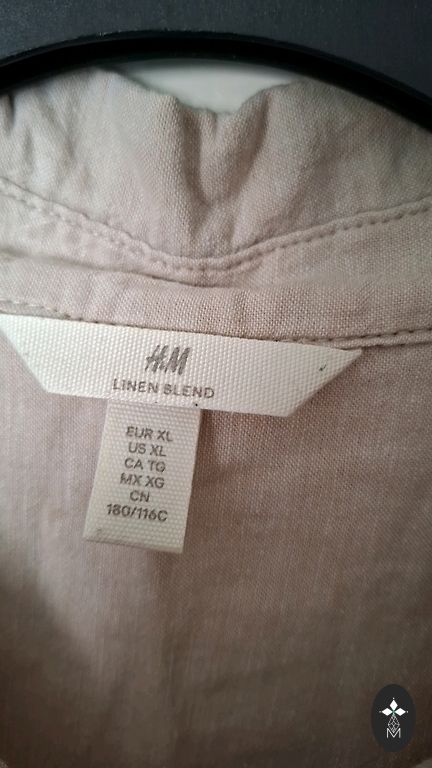 H&M
LINEN BLEND
EUR XL
US XL
CA TG
MX XG
CN
180/116C
M